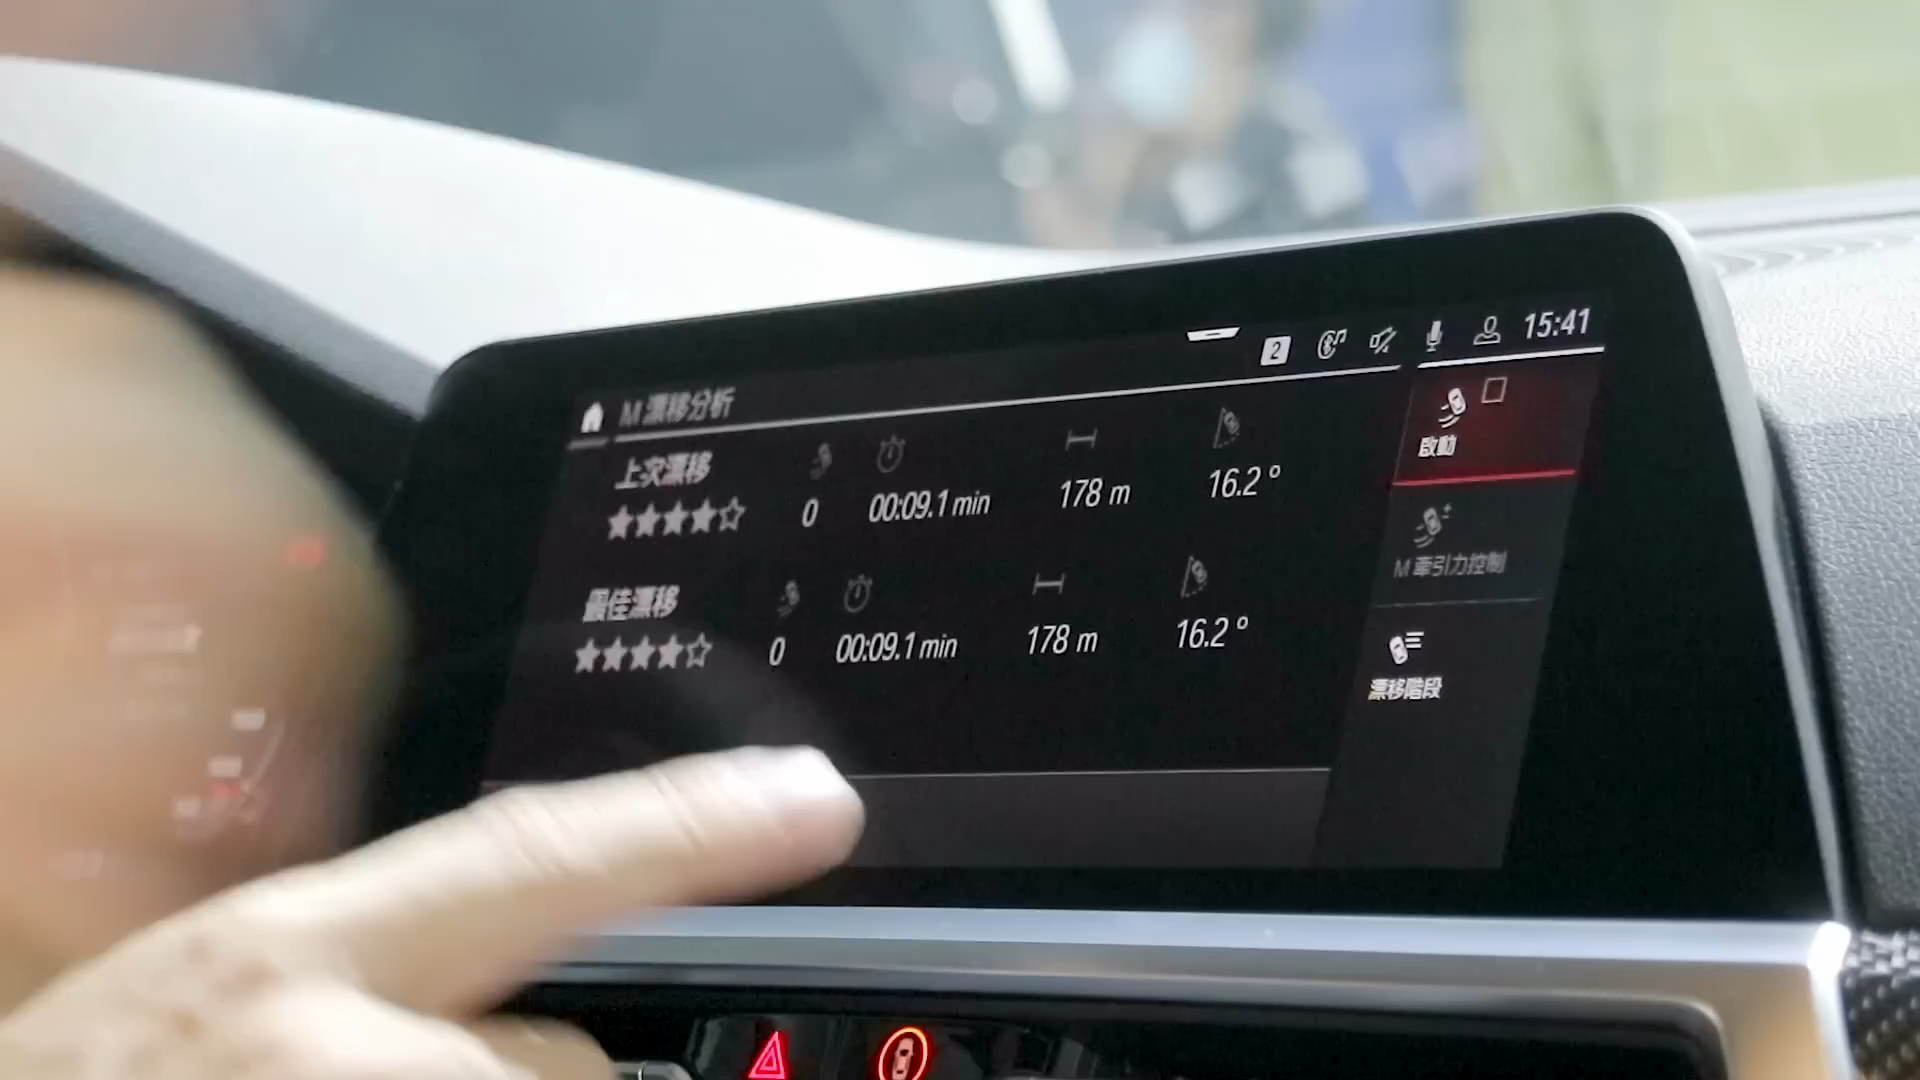 2 15:41
M 漂移分析
上次漂移
0 00:09.1 min 178 m 16.2 °
最佳漂移
0 00:09.1 min 178 m 16.2 °
啟動
M 牽引力控制
漂移階段